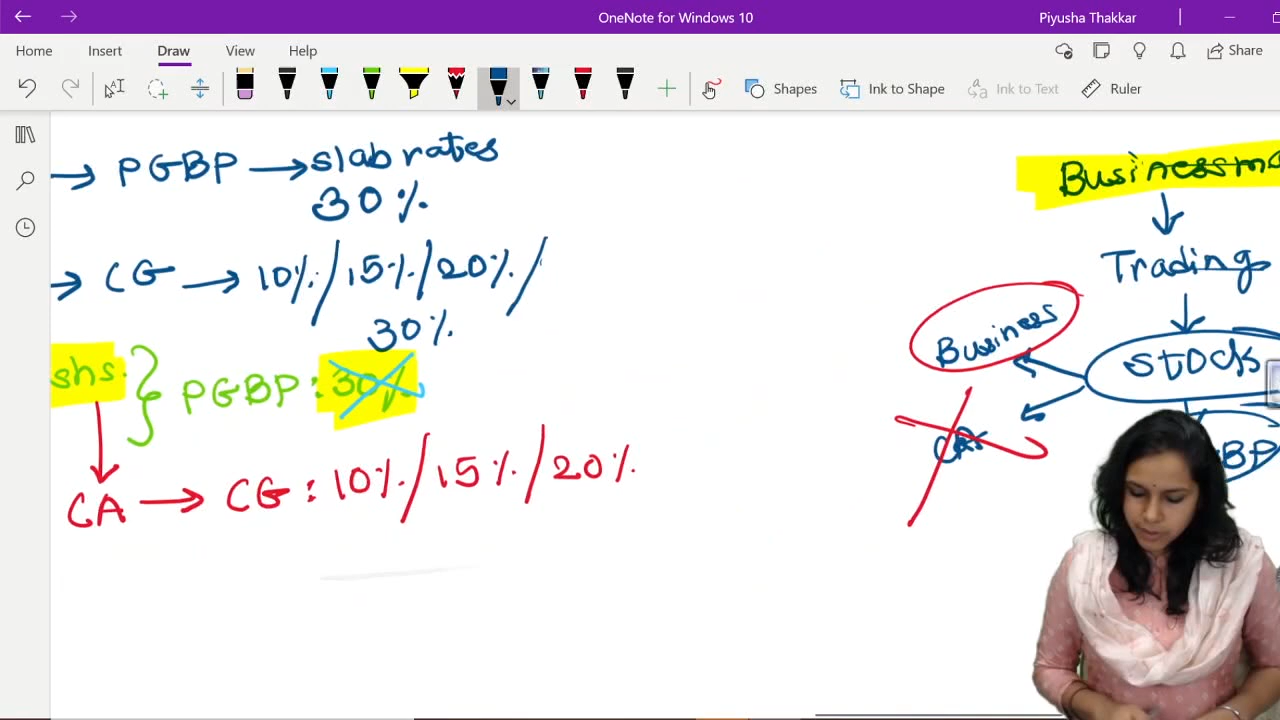 OneNote for Windows 10
Piyusha Thakkar
Home Insert Draw View Help
Share
Shapes Ink to Shape Ink to Text Ruler
→ PGBP → slab rates
30%
→ CG → 10% / 15% / 20% /
30%
shs. } PGBP : 30%
CA → CG : 10% / 15% / 20%
Trading
Business
Stock